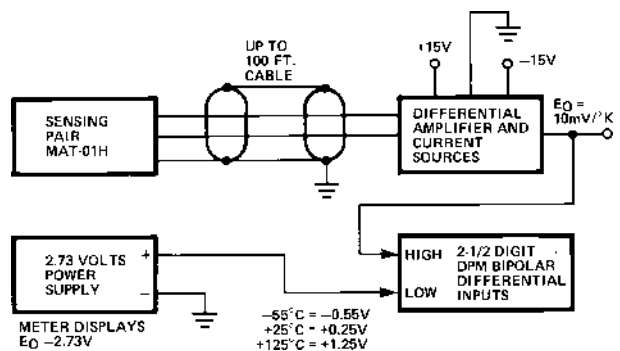 UP TO
100 FT.
CABLE
+15V
−15V
SENSING
PAIR
MAT-01H
DIFFERENTIAL
AMPLIFIER AND
CURRENT
SOURCES
EO =
10mV/°K
2.73 VOLTS
POWER
SUPPLY
+
−
HIGH
LOW
2-1/2 DIGIT
DPM BIPOLAR
DIFFERENTIAL
INPUTS
METER DISPLAYS
EO −2.73V
−55°C = −0.55V
+25°C = +0.25V
+125°C = +1.25V